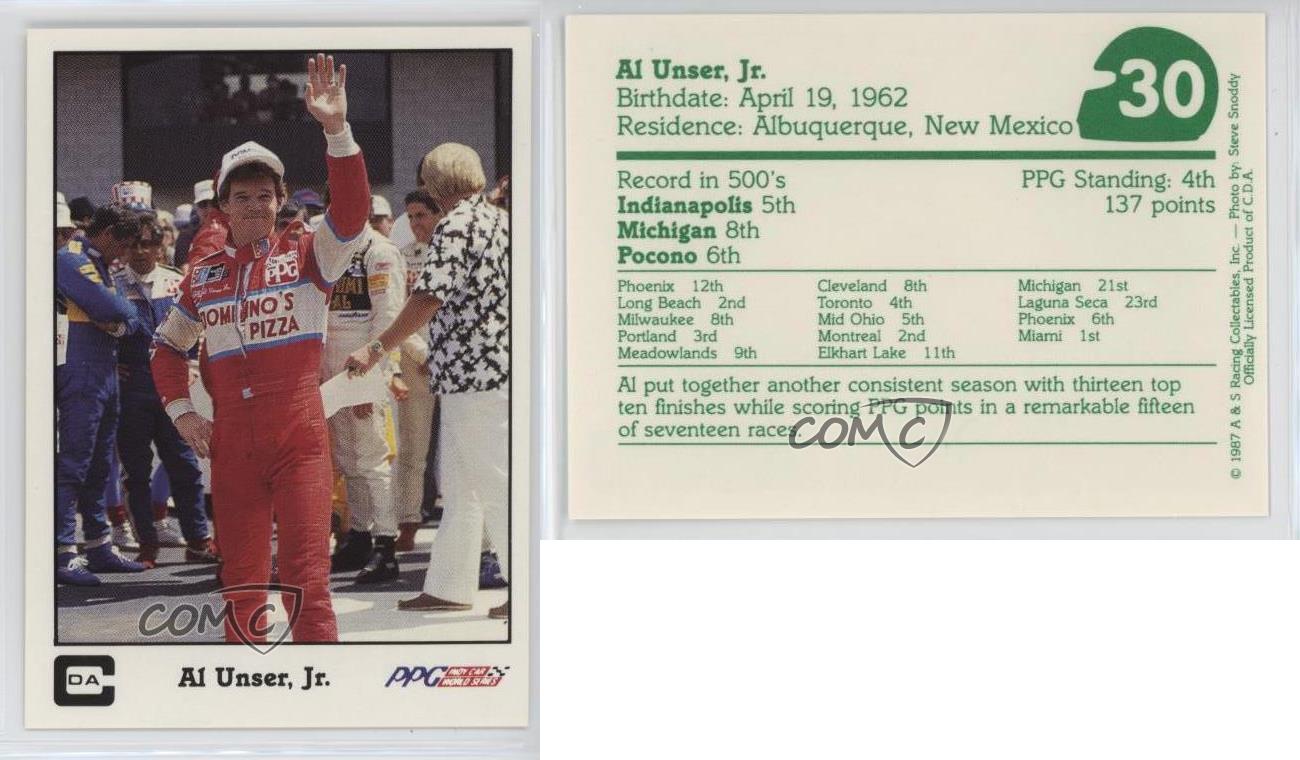 PPG
DOMINO'S
PIZZA
COMC
CDA
Al Unser, Jr.
PPG INDY CAR
WORLD SERIES
30
Al Unser, Jr.
Birthdate: April 19, 1962
Residence: Albuquerque, New Mexico
Record in 500's
Indianapolis 5th
Michigan 8th
Pocono 6th
PPG Standing: 4th
137 points
Phoenix 12th
Long Beach 2nd
Milwaukee 8th
Portland 3rd
Meadowlands 9th
Cleveland 8th
Toronto 4th
Mid Ohio 5th
Montreal 2nd
Elkhart Lake 11th
Michigan 21st
Laguna Seca 23rd
Phoenix 6th
Miami 1st
Al put together another consistent season with thirteen top
ten finishes while scoring PPG points in a remarkable fifteen
of seventeen races.
COMC
© 1987 A & S Racing Collectables, Inc. — Photo by: Steve Snoddy
Officially Licensed Product of C.D.A.